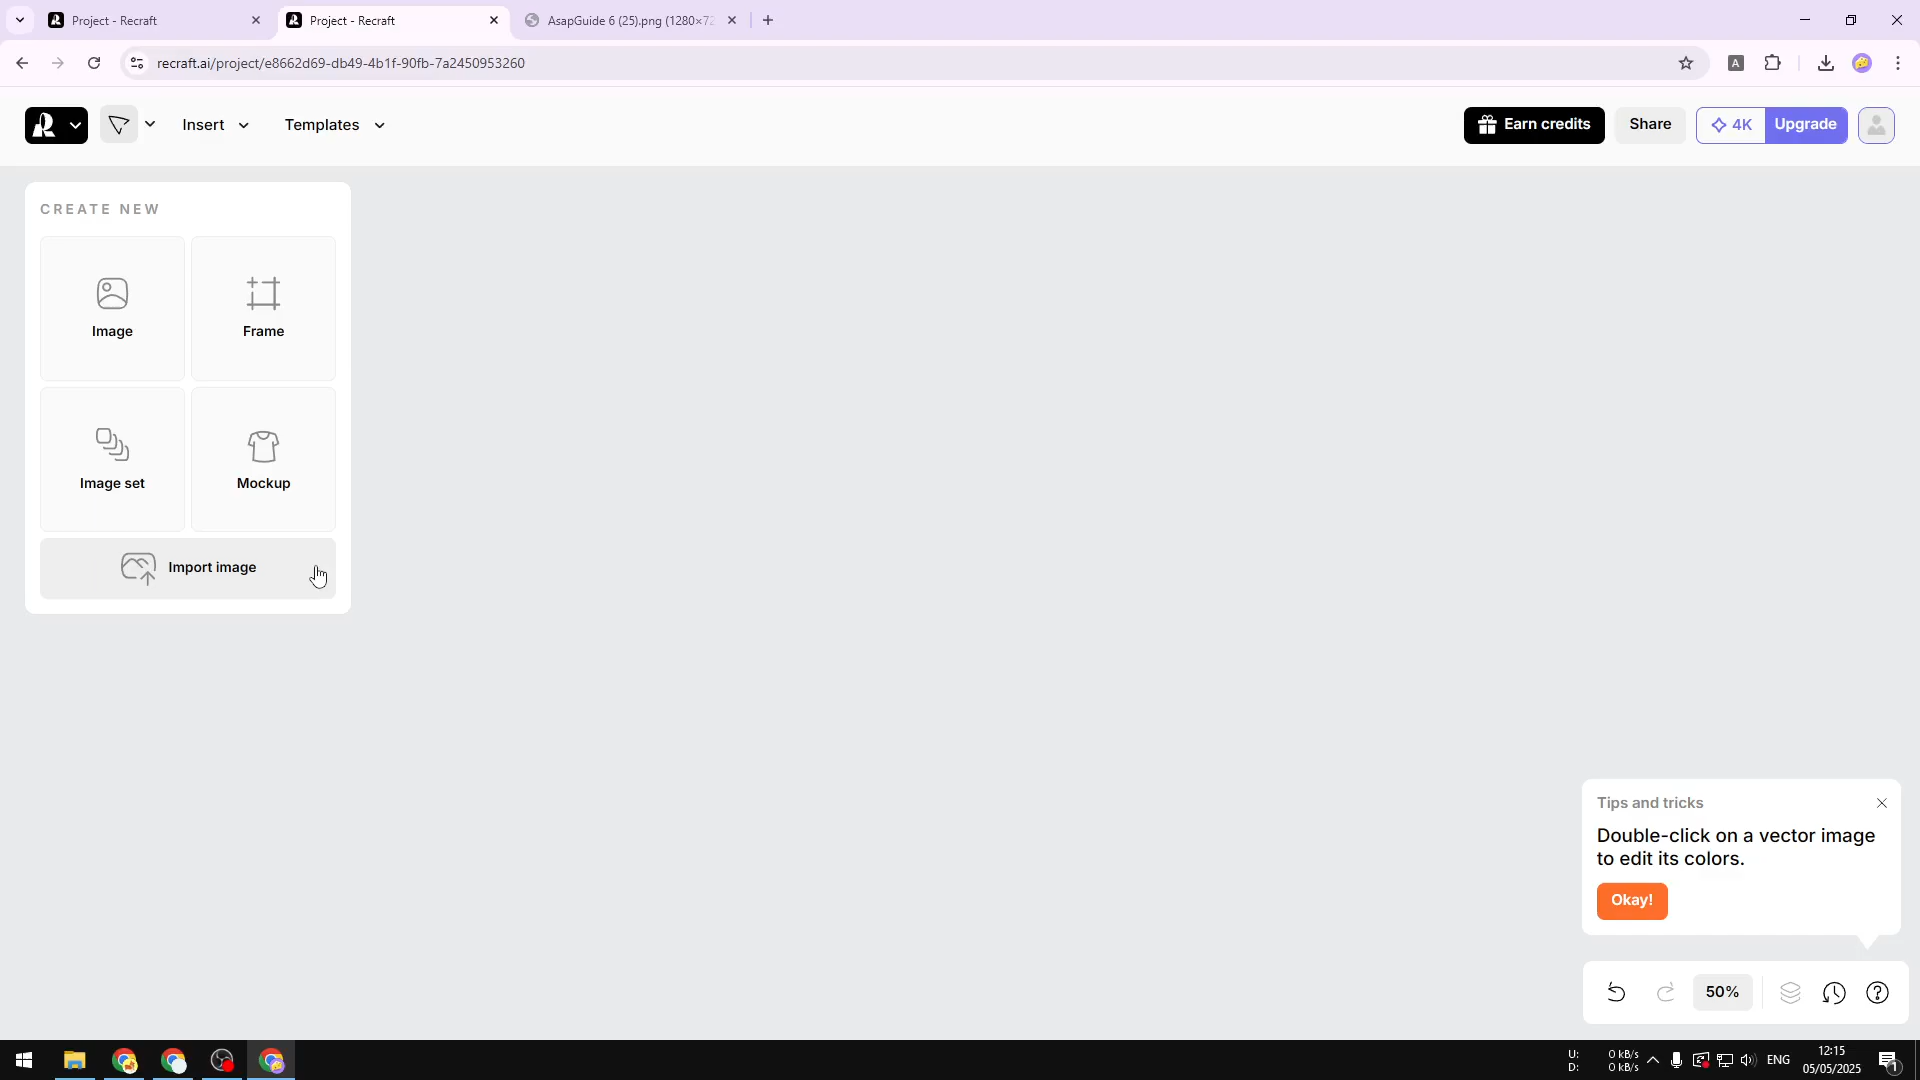 Project - Recraft
Project - Recraft
AsapGuide 6 (25).png (1280×72
recraft.ai/project/e8662d69-db49-4b1f-90fb-7a2450953260
A
Insert
Templates
Earn credits
Share
4K
Upgrade
CREATE NEW
Image
Frame
Image set
Mockup
Import image
Tips and tricks
Double-click on a vector image
to edit its colors.
Okay!
50%
U: 0 kB/s
D: 0 kB/s
ENG
12:15
05/05/2025
1